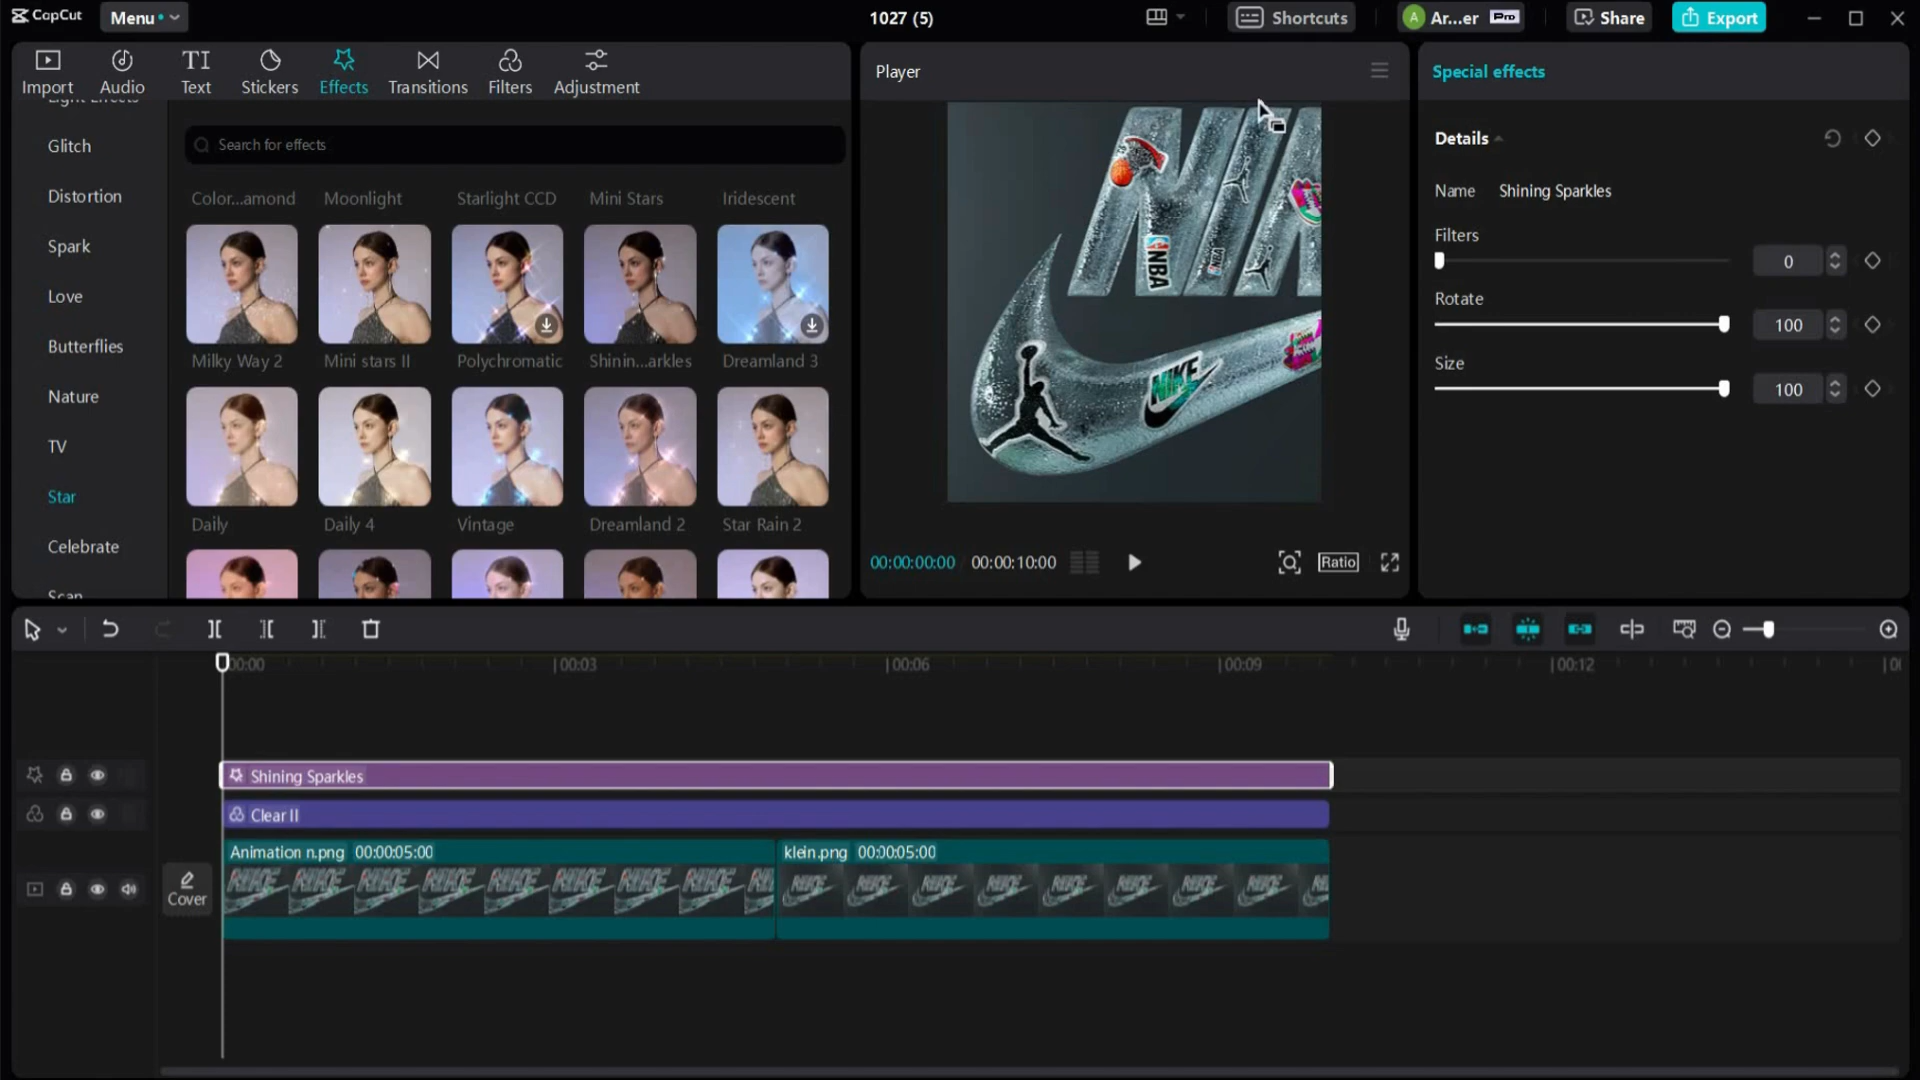 CapCut
Menu
1027 (5)
Shortcuts
Ar...er
Pro
Share
Export
Import
Audio
TI
Text
Stickers
Effects
Transitions
Filters
Adjustment
Light Effects
Glitch
Distortion
Spark
Love
Butterflies
Nature
TV
Star
Celebrate
Scan
Search for effects
Color...amond
Moonlight
Starlight CCD
Mini Stars
Iridescent
Milky Way 2
Mini stars II
Polychromatic
Shinin...arkles
Dreamland 3
Daily
Daily 4
Vintage
Dreamland 2
Star Rain 2
Player
NBA
NIKE
00:00:00:00
00:00:10:00
Ratio
Special effects
Details
Name
Shining Sparkles
Filters
0
Rotate
100
Size
100
00:00
00:03
00:06
00:09
00:12
Shining Sparkles
Clear II
Cover
Animation n.png 00:00:05:00
klein.png 00:00:05:00